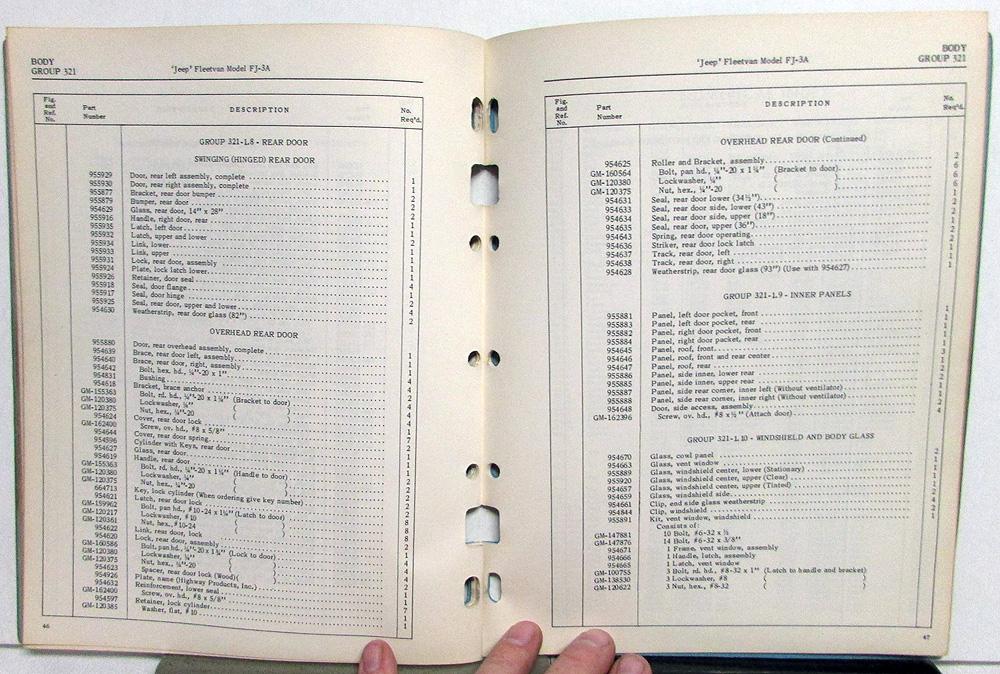 BODY
GROUP 321
'Jeep' Fleetvan Model FJ-3A
Fig. and Ref. No.
Part Number
DESCRIPTION
No. Req'd.
GROUP 321-1.8 - REAR DOOR
SWINGING (HINGED) REAR DOOR
955929 Door, rear left assembly, complete
955930 Door, rear right assembly, complete
955877 Bracket, rear door bumper
955879 Bumper, rear door
954629 Glass, rear door, 14" x 28"
955916 Handle, right door, rear
955935 Latch, left door
955932 Latch, upper and lower
955934 Link, lower
955933 Link, upper
955931 Lock, rear door, assembly
955924 Plate, lock latch lower
955926 Retainer, door seal
955918 Seal, door flange
955917 Seal, door hinge
955925 Seal, rear door, upper and lower
954630 Weatherstrip, rear door glass (82")
OVERHEAD REAR DOOR
955880 Door, rear overhead assembly, complete
954639 Brace, rear door left, assembly
954640 Brace, rear door, right, assembly
954642 Bolt, hex. hd., ¼"-20 x 1"
954831 Bushing
954618 Bracket, brace anchor
GM-155363 Bolt, rd. hd., ¼"-20 x 1¼" (Bracket to door)
GM-120380 Lockwasher, ¼" ( )
GM-120375 Nut, hex., ¼"-20 ( )
954624 Cover, rear door lock
GM-162400 Screw, ov. hd., #8 x 5/8"
954644 Cover, rear door spring
954596 Cylinder with Keys, rear door
954627 Glass, rear door
954619 Handle, rear door
GM-155363 Bolt, rd. hd., ¼"-20 x 1¼" (Handle to door)
GM-120380 Lockwasher, ¼" ( )
GM-120375 Nut, hex., ¼"-20 ( )
664713 Key, lock cylinder (When ordering give key number)
954621 Latch, rear door lock
GM-159962 Bolt, pan hd., #10-24 x 1¼" (Latch to door)
GM-120217 Lockwasher, #10 ( )
GM-120361 Nut, hex., #10-24 ( )
954622 Link, rear door, lock
954620 Lock, rear door, assembly
GM-160586 Bolt, pan hd., ¼"-20 x 1¾" (Lock to door)
GM-120380 Lockwasher, ¼" ( )
GM-120375 Nut, hex., ¼"-20 ( )
954623 Spacer, rear door lock (Wood) ( )
954926 Plate, name (Highway Products, Inc.)
954632 Reinforcement, lower seal
GM-162400 Screw, ov. hd., #8 x 5/8"
954597 Retainer, lock cylinder
GM-120385 Washer, flat, #10
46
BODY
GROUP 321
'Jeep' Fleetvan Model FJ-3A
Fig. and Ref. No.
Part Number
DESCRIPTION
No. Req'd.
OVERHEAD REAR DOOR (Continued)
954625 Roller and Bracket, assembly
GM-160564 Bolt, pan hd., ¼"-20 x 1¼" (Bracket to door)
GM-120380 Lockwasher, ¼" ( )
GM-120375 Nut, hex., ¼"-20 ( )
954631 Seal, rear door lower (34½")
954633 Seal, rear door side, lower (43")
954634 Seal, rear door side, upper (18")
954635 Seal, rear door, upper (36")
954643 Spring, rear door operating
954636 Striker, rear door lock latch
954637 Track, rear door, left
954638 Track, rear door, right
954628 Weatherstrip, rear door glass (93") (Use with 954627)
GROUP 321-1.9 - INNER PANELS
955881 Panel, left door pocket, front
955883 Panel, left door pocket, rear
955882 Panel, right door pocket, front
955884 Panel, right door packet, rear
954645 Panel, roof, front
954646 Panel, roof, front and rear center
954647 Panel, roof, rear
955886 Panel, side inner, lower rear
955885 Panel, side inner, upper rear
955887 Panel, side rear corner, inner left (Without ventilator)
955888 Panel, side rear corner, inner right (Without ventilator)
954648 Door, side access, assembly
GM-162396 Screw, ov. hd., #8 x ½" (Attach door)
GROUP 321-1.10 - WINDSHIELD AND BODY GLASS
954670 Glass, cowl panel
954663 Glass, vent window
955889 Glass, windshield center, lower (Stationary)
955920 Glass, windshield center, upper (Clear)
954657 Glass, windshield center, upper (Tinted)
954659 Glass, windshield side
954661 Clip, end side glass weatherstrip
954844 Clip, windshield
955891 Kit, vent window, windshield
Consists of:
GM-147881 10 Bolt, #6-32 x ½
GM-147876 14 Bolt, #6-32 x 3/8"
954671 1 Frame, vent window, assembly
954666 1 Handle, latch, assembly
954665 1 Latch, vent window
GM-100755 3 Bolt, rd. hd., #8-32 x 1" (Latch to handle and bracket)
GM-138530 3 Lockwasher, #8 ( )
GM-120622 3 Nut, hex., #8-32 ( )
47